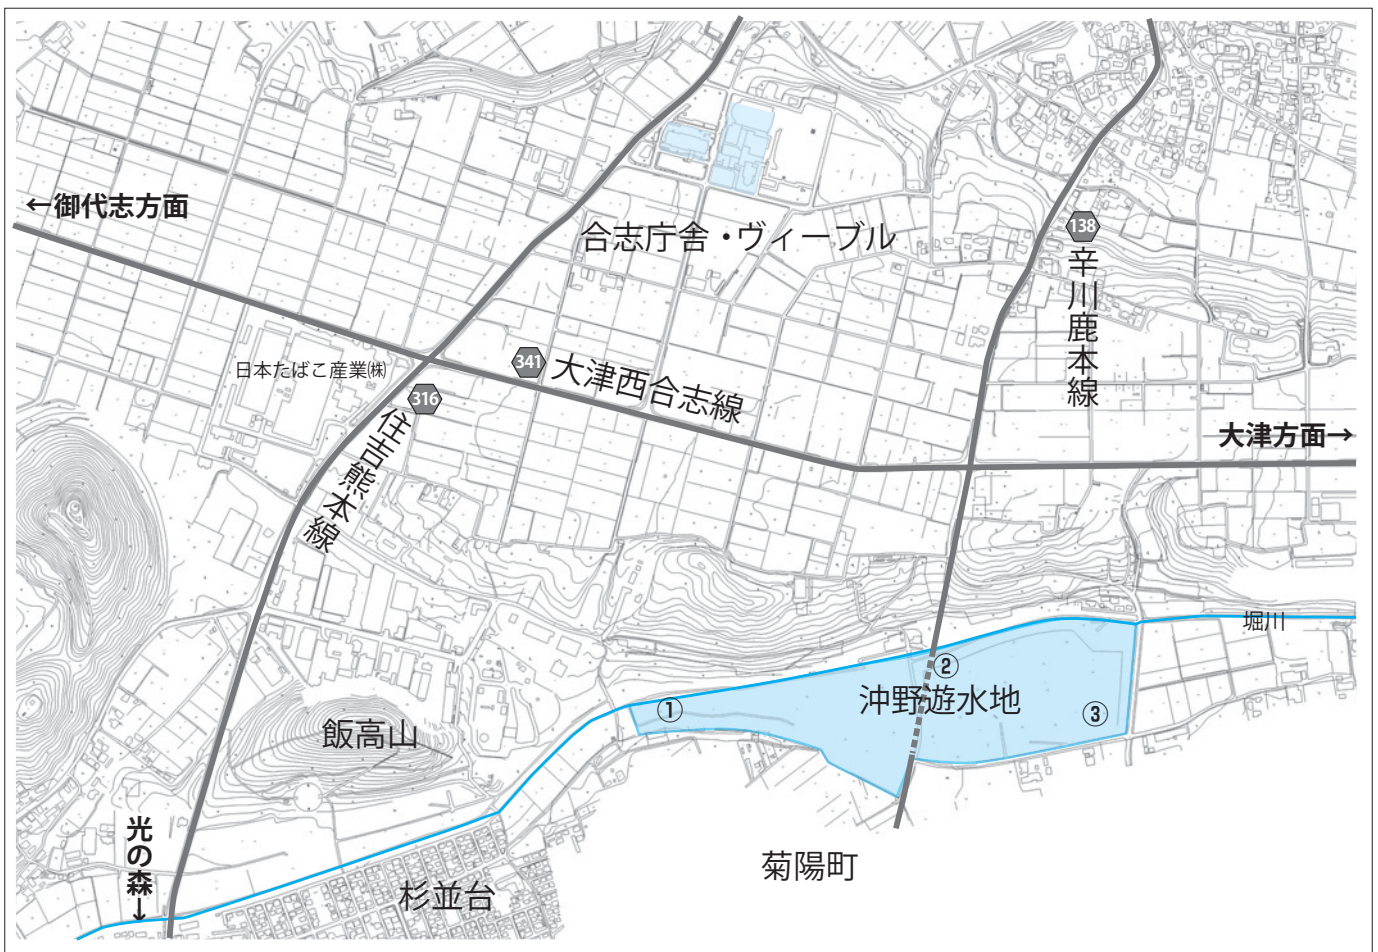 ←御代志方面
合志庁舎・ヴィーブル
138
辛川鹿本線
日本たばこ産業㈱
341
大津西合志線
316
住吉熊本線
大津方面→
堀川
①
②
沖野遊水地
③
飯高山
光の森→
杉並台
菊陽町